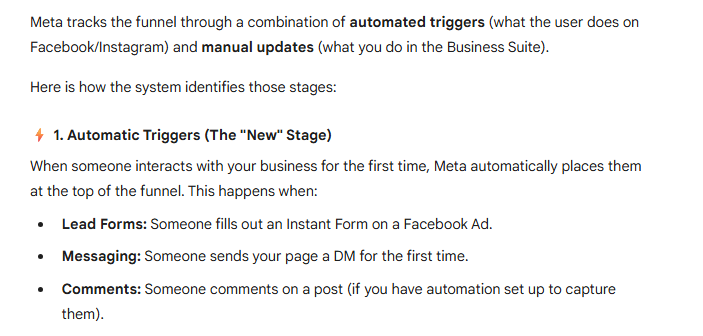 Meta tracks the funnel through a combination of automated triggers (what the user does on
Facebook/Instagram) and manual updates (what you do in the Business Suite).
Here is how the system identifies those stages:
1. Automatic Triggers (The "New" Stage)
When someone interacts with your business for the first time, Meta automatically places them
at the top of the funnel. This happens when:
• Lead Forms: Someone fills out an Instant Form on a Facebook Ad.
• Messaging: Someone sends your page a DM for the first time.
• Comments: Someone comments on a post (if you have automation set up to capture
them).